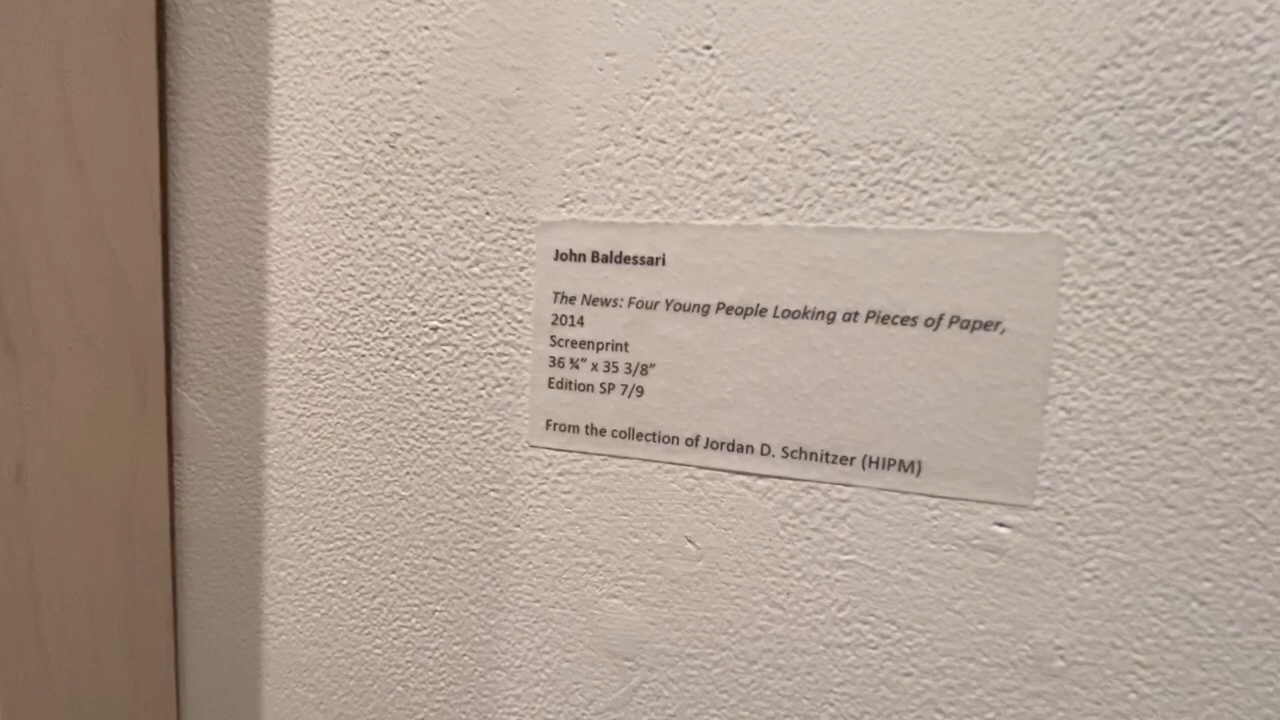 John Baldessari
The News: Four Young People Looking at Pieces of Paper,
2014
Screenprint
36 ¾” x 35 3/8”
Edition SP 7/9
From the collection of Jordan D. Schnitzer (HIPM)